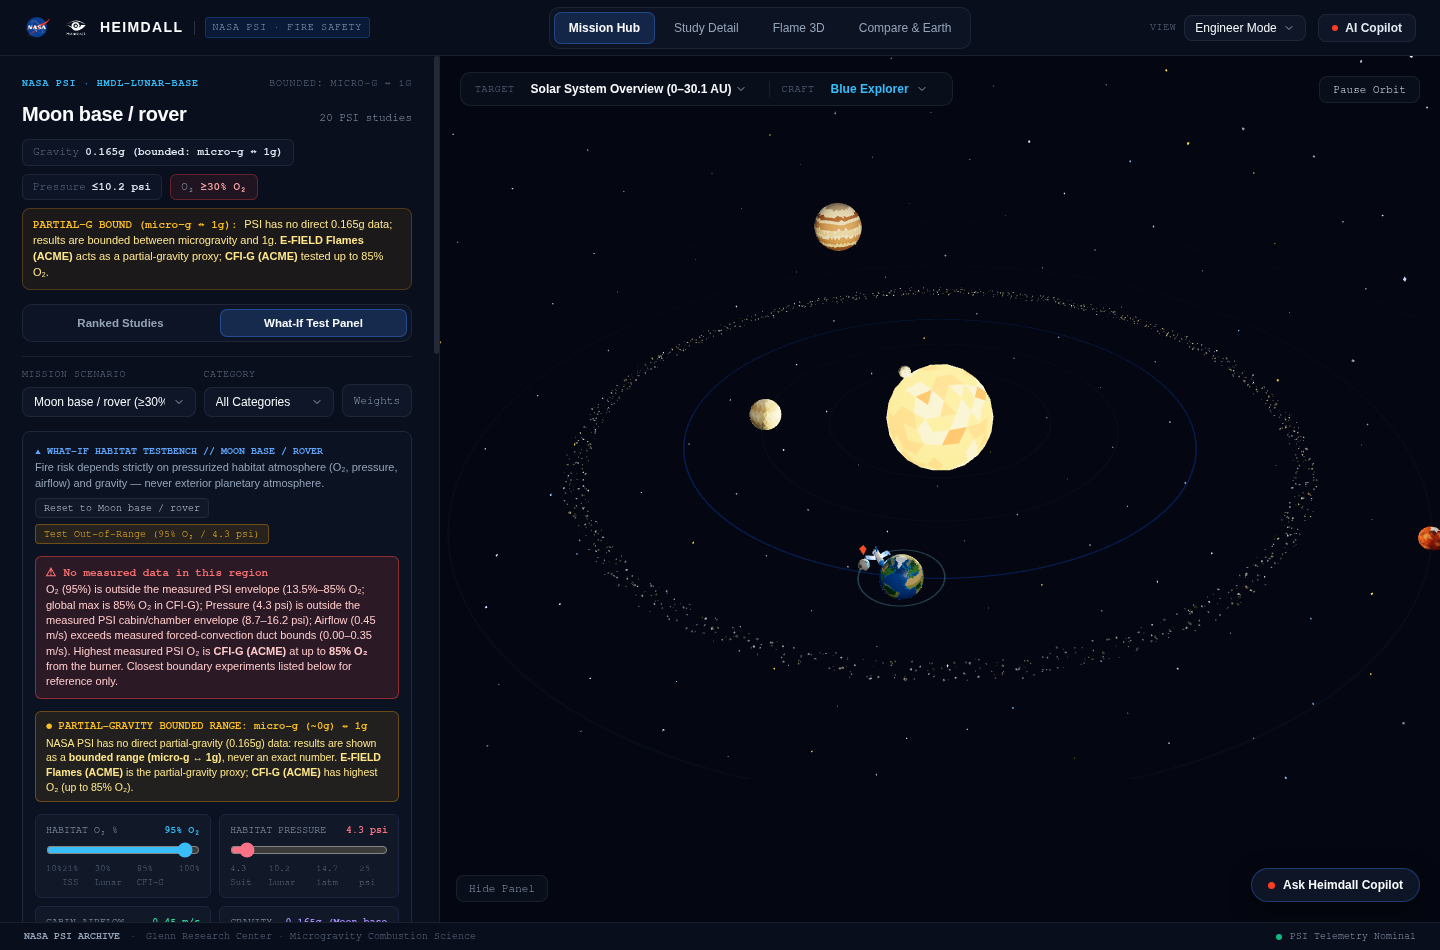 NASA
HEIMDALL
NASA PSI · FIRE SAFETY
Mission Hub
Study Detail
Flame 3D
Compare & Earth
VIEW
Engineer Mode
AI Copilot
NASA PSI · HMDL-LUNAR-BASE
BOUNDED: MICRO-G ↔ 1G
Moon base / rover
20 PSI studies
Gravity 0.165g (bounded: micro-g ↔ 1g)
Pressure ≤10.2 psi
O₂ ≥30% O₂
PARTIAL-G BOUND (micro-g ↔ 1g): PSI has no direct 0.165g data;
results are bounded between microgravity and 1g. E-FIELD Flames
(ACME) acts as a partial-gravity proxy; CFI-G (ACME) tested up to 85%
O₂.
Ranked Studies
What-If Test Panel
MISSION SCENARIO
CATEGORY
Moon base / rover (≥30%
All Categories
Weights
▲ WHAT-IF HABITAT TESTBENCH // MOON BASE / ROVER
Fire risk depends strictly on pressurized habitat atmosphere (O₂, pressure,
airflow) and gravity — never exterior planetary atmosphere.
Reset to Moon base / rover
Test Out-of-Range (95% O₂ / 4.3 psi)
⚠ No measured data in this region
O₂ (95%) is outside the measured PSI envelope (13.5%–85% O₂;
global max is 85% O₂ in CFI-G); Pressure (4.3 psi) is outside the
measured PSI cabin/chamber envelope (8.7–16.2 psi); Airflow (0.45
m/s) exceeds measured forced-convection duct bounds (0.00–0.35
m/s). Highest measured PSI O₂ is CFI-G (ACME) at up to 85% O₂
from the burner. Closest boundary experiments listed below for
reference only.
● PARTIAL-GRAVITY BOUNDED RANGE: micro-g (~0g) ↔ 1g
NASA PSI has no direct partial-gravity (0.165g) data: results are shown
as a bounded range (micro-g ↔ 1g), never an exact number. E-FIELD
Flames (ACME) is the partial-gravity proxy; CFI-G (ACME) has highest
O₂ (up to 85% O₂).
HABITAT O₂ %
95% O₂
10%
21% ISS
30% Lunar
85% CFI-G
100%
HABITAT PRESSURE
4.3 psi
4.3 Suit
10.2 Lunar
14.7 1atm
25 psi
CABIN AIRFLOW
0.45 m/s
GRAVITY
0.165g (Moon base
TARGET
Solar System Overview (0–30.1 AU)
CRAFT
Blue Explorer
Pause Orbit
Hide Panel
Ask Heimdall Copilot
NASA PSI ARCHIVE · Glenn Research Center · Microgravity Combustion Science
PSI Telemetry Nominal